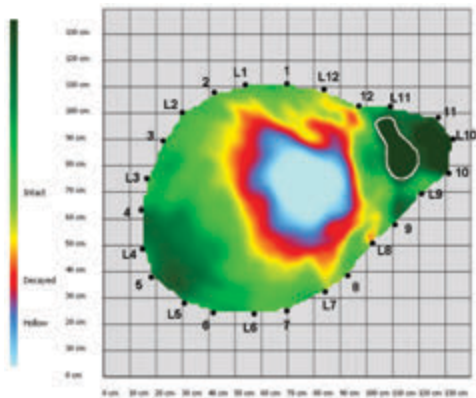 130 cm
120 cm
110 cm
100 cm
90 cm
80 cm
70 cm
60 cm
50 cm
40 cm
30 cm
20 cm
10 cm
0 cm
Intact
Decayed
Hollow
1
L12
12
L11
11
L10
10
L9
9
L8
8
L7
7
L6
6
L5
5
L4
4
L3
3
L2
2
L1
0 cm 10 cm 20 cm 30 cm 40 cm 50 cm 60 cm 70 cm 80 cm 90 cm 100 cm 110 cm 120 cm 130 cm